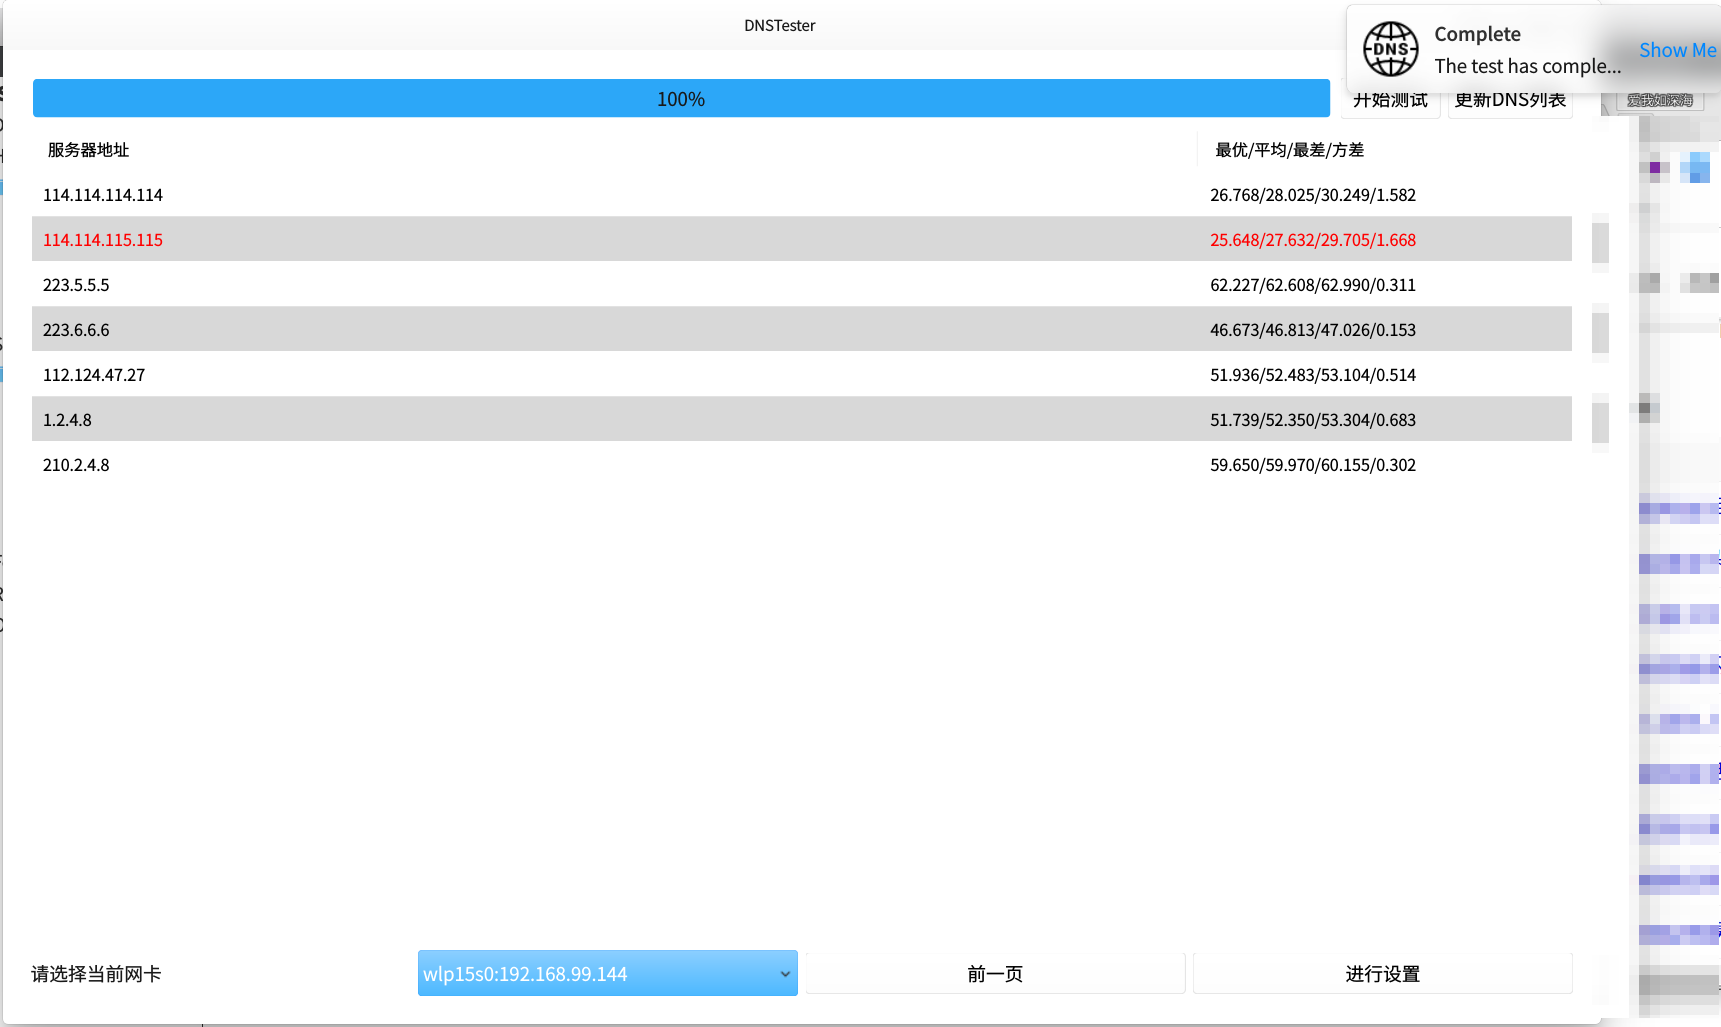 DNSTester
DNS
Complete
The test has comple...
Show Me
100%
开始测试
更新DNS列表
爱我如深海
服务器地址 最优/平均/最差/方差
114.114.114.114 26.768/28.025/30.249/1.582
114.114.115.115 25.648/27.632/29.705/1.668
223.5.5.5 62.227/62.608/62.990/0.311
223.6.6.6 46.673/46.813/47.026/0.153
112.124.47.27 51.936/52.483/53.104/0.514
1.2.4.8 51.739/52.350/53.304/0.683
210.2.4.8 59.650/59.970/60.155/0.302
请选择当前网卡 wlp15s0:192.168.99.144 前一页 进行设置